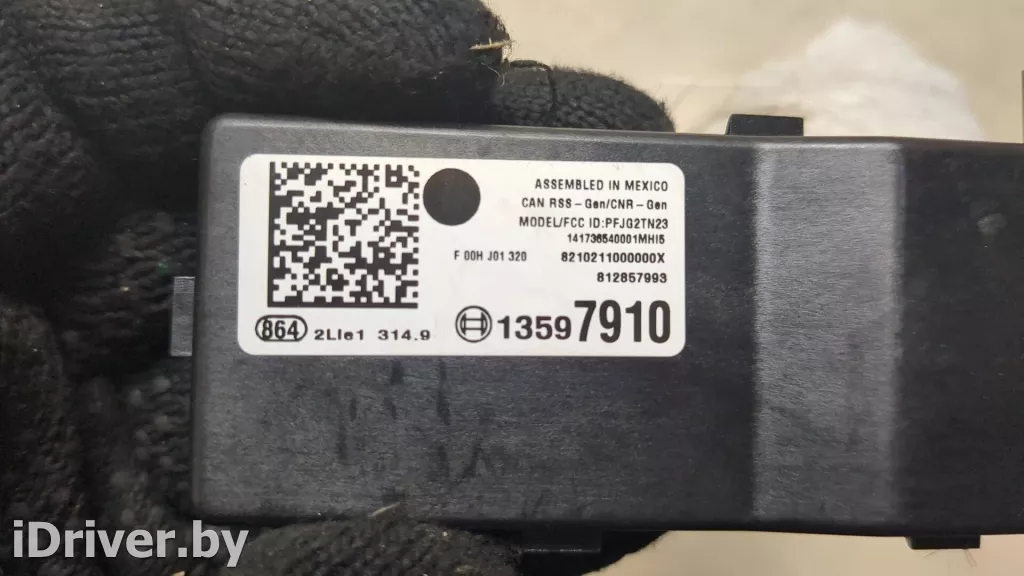 ASSEMBLED IN MEXICO
CAN RSS - Gen/CNR - Gen
MODEL/FCC ID:PFJG2TN23
141736540001MHI5
F 00H J01 320 8210211000000X
812857993
864 2LIe1 314.9 13597910
iDriver.by